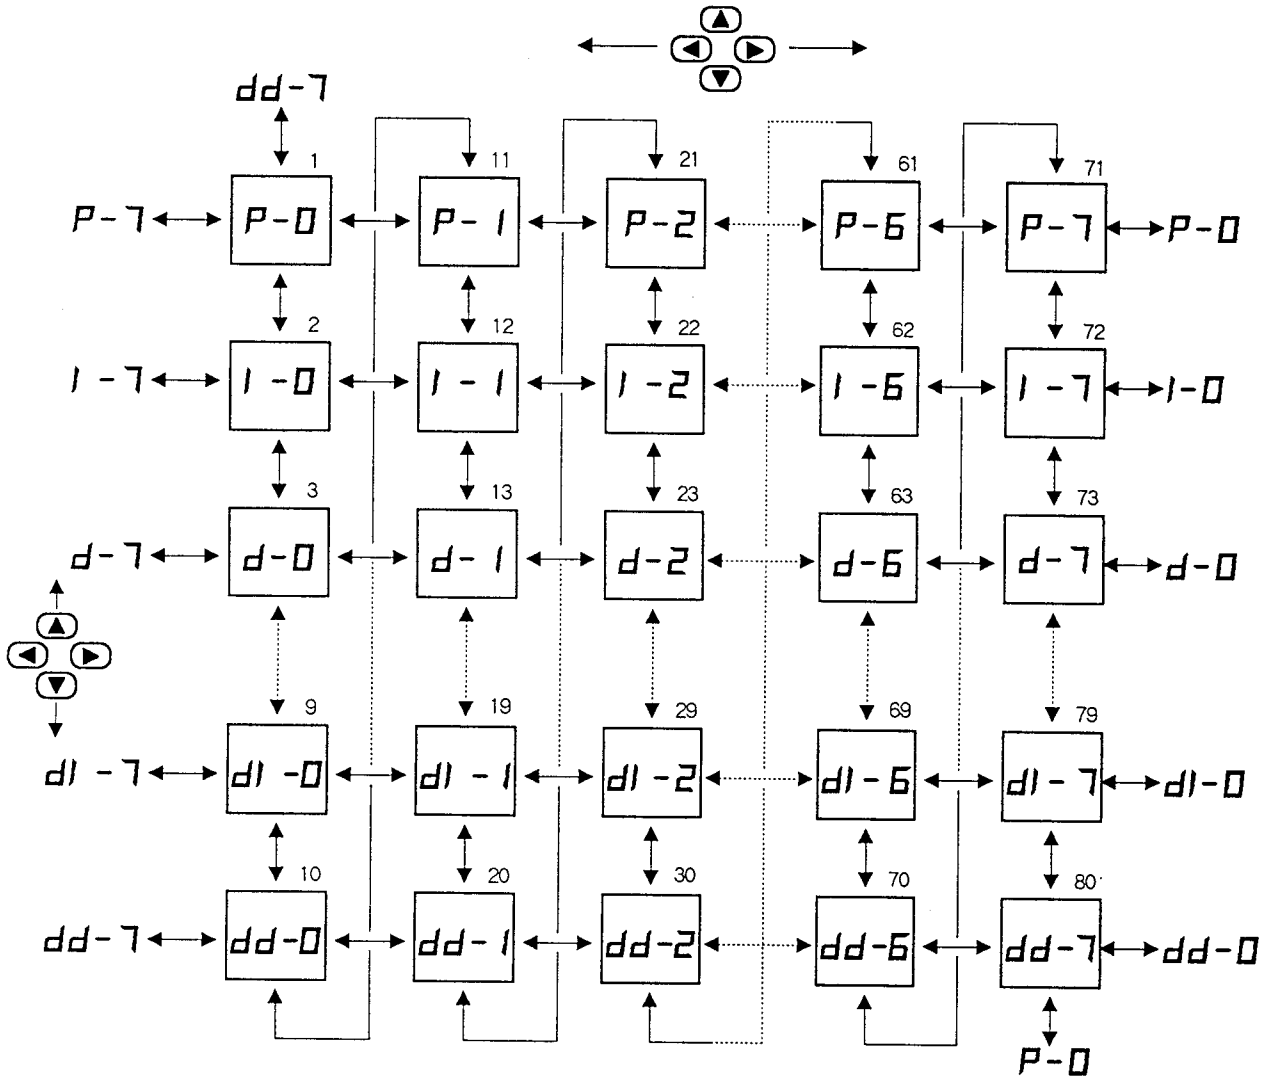 dd-7
1 11 21 61 71
P-7 P-0 P-1 P-2 P-6 P-7 P-0
2 12 22 62 72
1-7 1-0 1-1 1-2 1-6 1-7 1-0
3 13 23 63 73
d-7 d-0 d-1 d-2 d-6 d-7 d-0
9 19 29 69 79
d1-7 d1-0 d1-1 d1-2 d1-6 d1-7 d1-0
10 20 30 70 80
dd-7 dd-0 dd-1 dd-2 dd-6 dd-7 dd-0
P-0